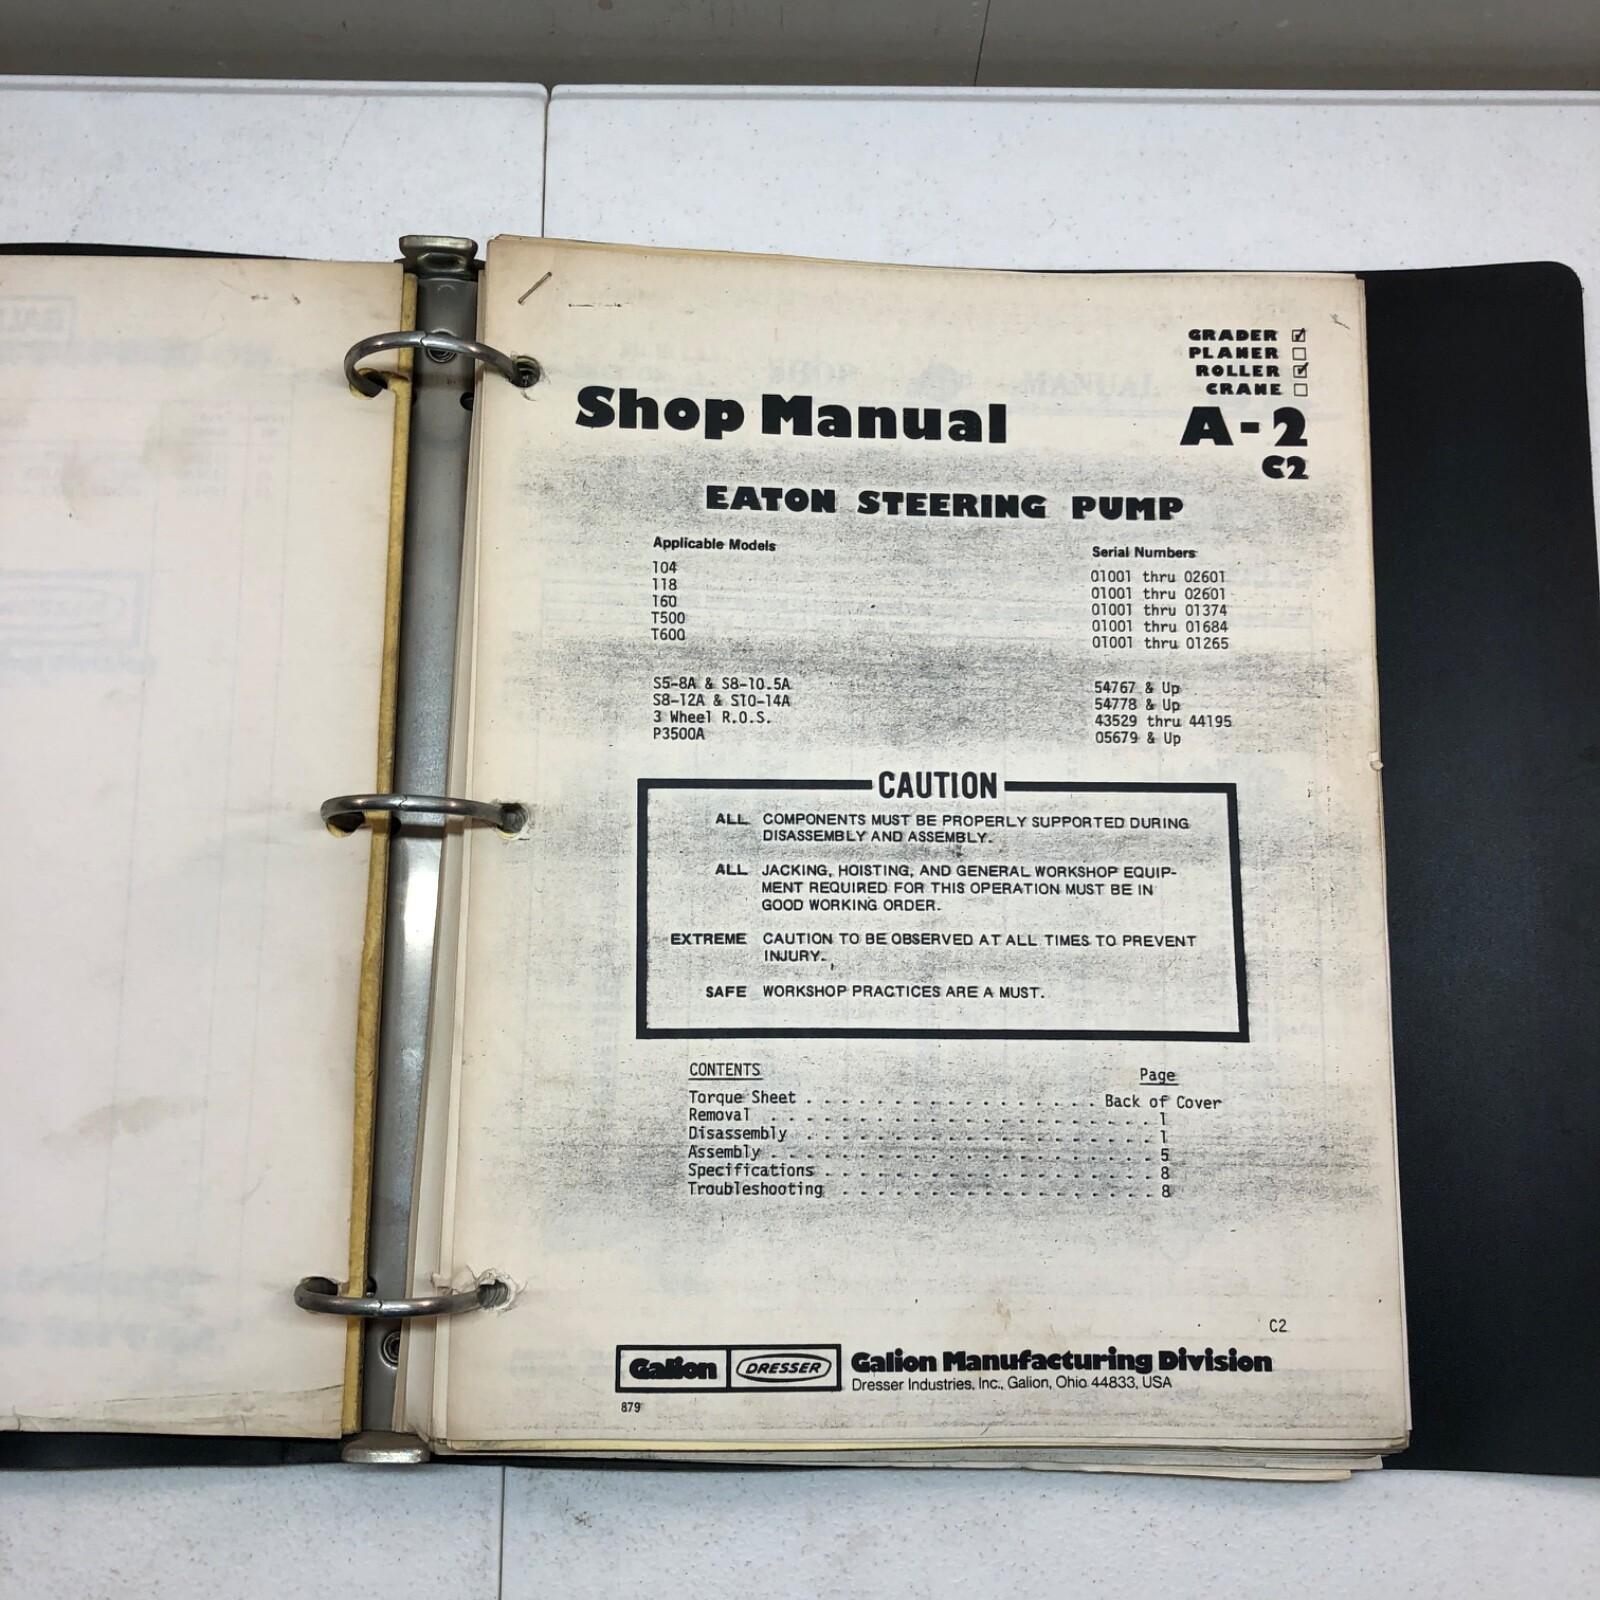 GRADER
PLANER
ROLLER
CRANE
Shop Manual A-2
C2
EATON STEERING PUMP
Applicable Models Serial Numbers
104 01001 thru 02601
118 01001 thru 02601
160 01001 thru 01374
T500 01001 thru 01684
T600 01001 thru 01265
S5-8A & S8-10.5A 54767 & Up
S8-12A & S10-14A 54778 & Up
3 Wheel R.O.S. 43529 thru 44195
P3500A 05679 & Up
CAUTION
ALL COMPONENTS MUST BE PROPERLY SUPPORTED DURING
DISASSEMBLY AND ASSEMBLY.
ALL JACKING, HOISTING, AND GENERAL WORKSHOP EQUIP-
MENT REQUIRED FOR THIS OPERATION MUST BE IN
GOOD WORKING ORDER.
EXTREME CAUTION TO BE OBSERVED AT ALL TIMES TO PREVENT
INJURY.
SAFE WORKSHOP PRACTICES ARE A MUST.
CONTENTS Page
Torque Sheet . . . . . . . . . . . . . . . . . Back of Cover
Removal . . . . . . . . . . . . . . . . . . . . . . 1
Disassembly . . . . . . . . . . . . . . . . . . . . 1
Assembly . . . . . . . . . . . . . . . . . . . . . . 5
Specifications . . . . . . . . . . . . . . . . . . . 8
Troubleshooting . . . . . . . . . . . . . . . . . . 8
C2
Galion DRESSER Galion Manufacturing Division
Dresser Industries, Inc., Galion, Ohio 44833, USA
879